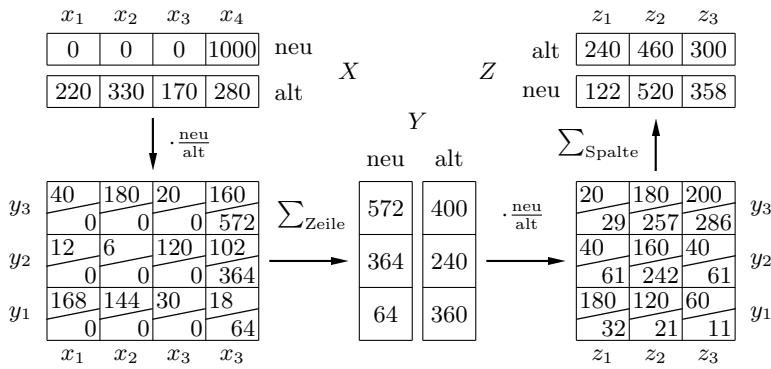 x₁ x₂ x₃ x₄
0 0 0 1000 neu
220 330 170 280 alt
X
Z
z₁ z₂ z₃
alt 240 460 300
neu 122 520 358
· neu/alt
Y
neu alt
∑Spalte
y₃ 40 180 20 160
0 0 0 572
y₂ 12 6 120 102
0 0 0 364
y₁ 168 144 30 18
0 0 0 64
x₁ x₂ x₃ x₃
∑Zeile
572 400
364 240
64 360
· neu/alt
20 180 200 y₃
29 257 286
40 160 40 y₂
61 242 61
180 120 60 y₁
32 21 11
z₁ z₂ z₃